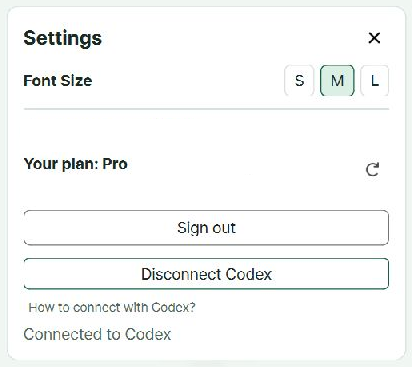 Settings
Font Size S M L
Your plan: Pro
Sign out
Disconnect Codex
How to connect with Codex?
Connected to Codex